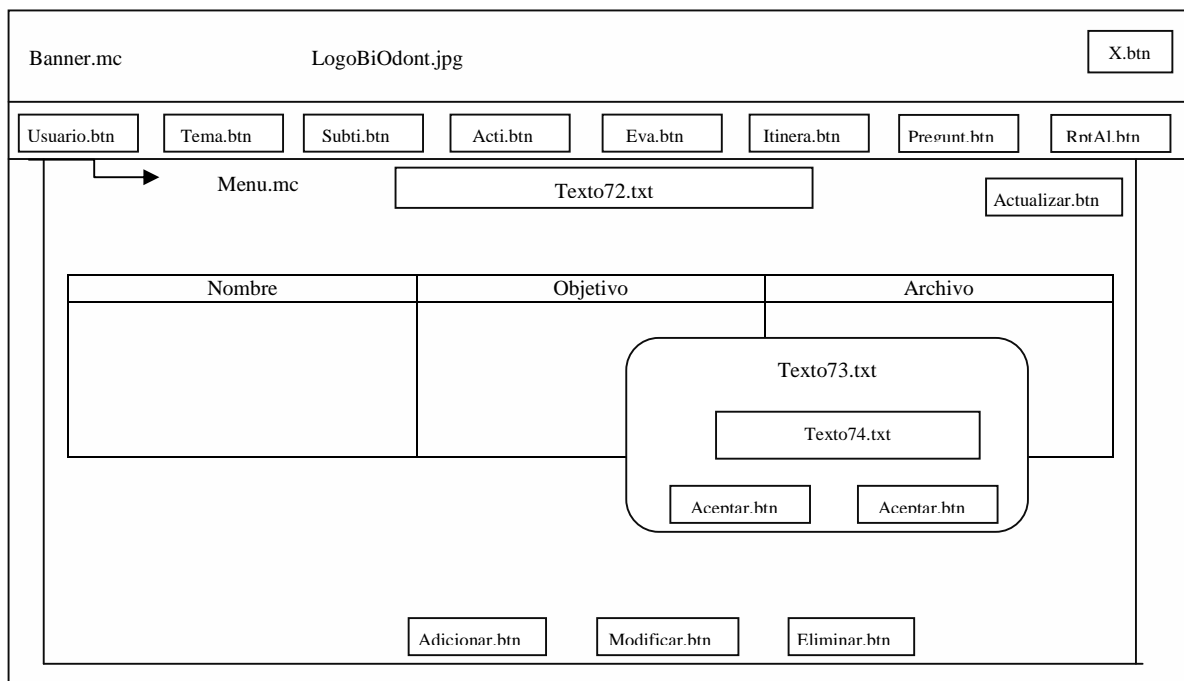 Banner.mc LogoBiOdont.jpg X.btn
Usuario.btn Tema.btn Subti.btn Acti.btn Eva.btn Itinera.btn Pregunt.btn RptAl.btn
Menu.mc Texto72.txt Actualizar.btn
Nombre Objetivo Archivo
Texto73.txt
Texto74.txt
Aceptar.btn Aceptar.btn
Adicionar.btn Modificar.btn Eliminar.btn